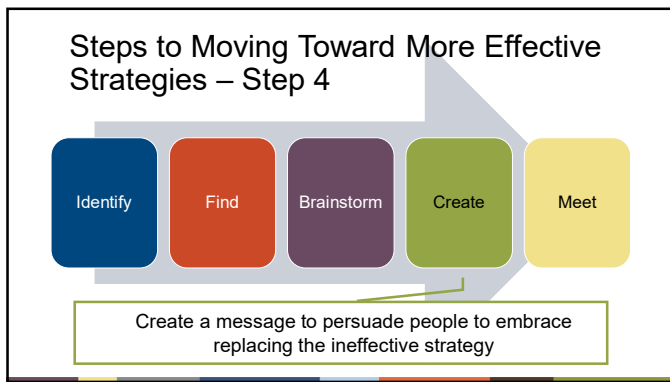 Steps to Moving Toward More Effective
Strategies – Step 4
Identify
Find
Brainstorm
Create
Meet
Create a message to persuade people to embrace
replacing the ineffective strategy